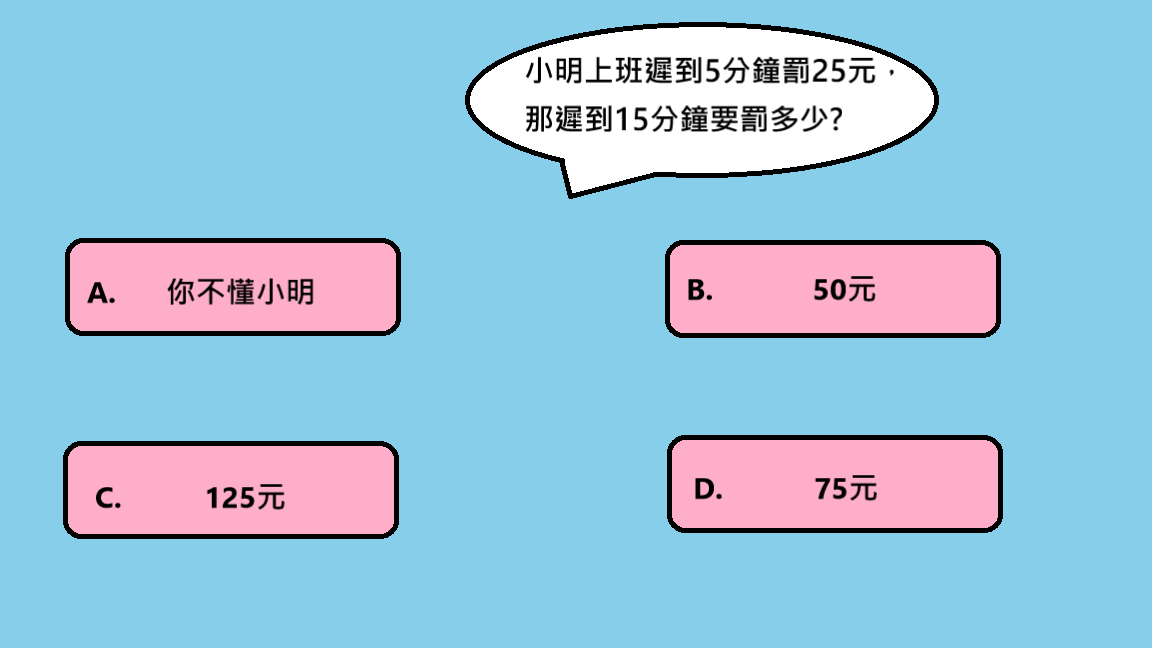 小明上班遲到5分鐘罰25元，
那遲到15分鐘要罰多少?
A. 你不懂小明
B. 50元
C. 125元
D. 75元